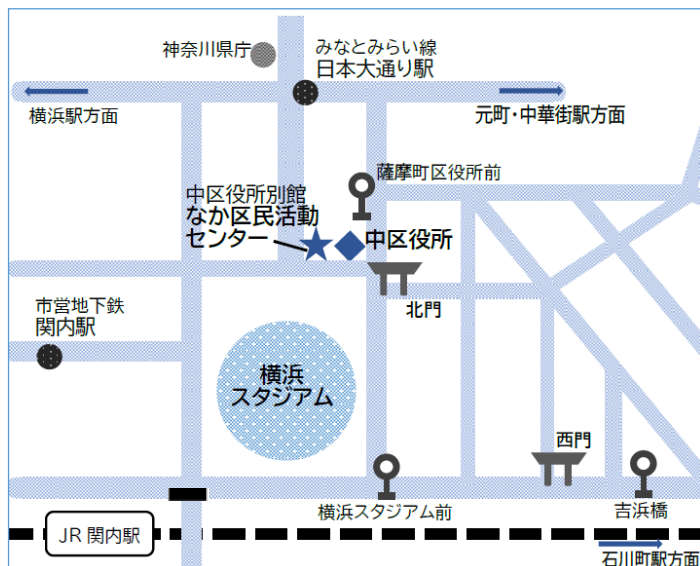 神奈川県庁
みなとみらい線
日本大通り駅
横浜駅方面
元町・中華街駅方面
薩摩町区役所前
中区役所別館
なか区民活動
センター
中区役所
北門
市営地下鉄
関内駅
横浜
スタジアム
西門
横浜スタジアム前
吉浜橋
JR 関内駅
石川町駅方面